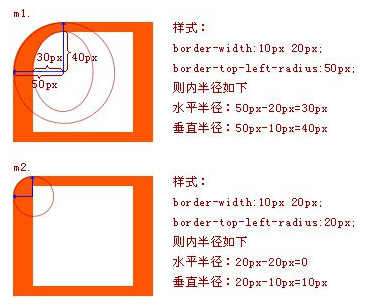 m1.
样式：
border-width:10px 20px;
30px
40px
border-top-left-radius:50px;
50px
则内半径如下
水平半径：50px-20px=30px
垂直半径：50px-10px=40px
m2.
样式：
border-width:10px 20px;
border-top-left-radius:20px;
则内半径如下
水平半径：20px-20px=0
垂直半径：20px-10px=10px